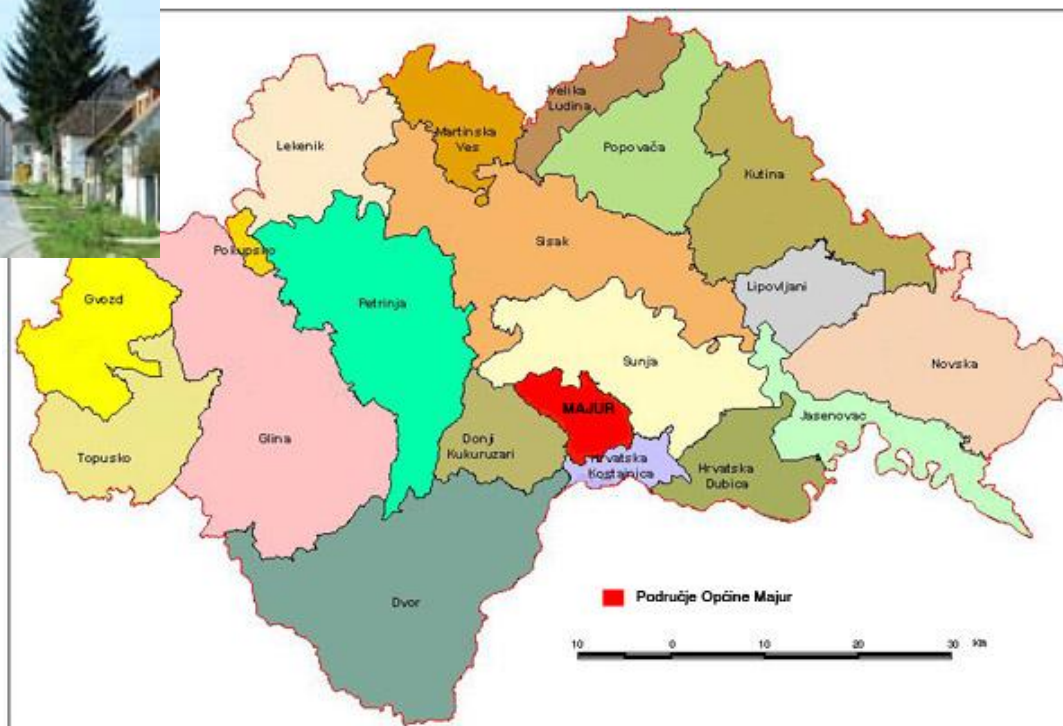 Velika
Ludina
Martinska
Ves
Lekenik
Popovača
Kutina
Sisak
Pokupsko
Lipovljani
Gvozd
Petrinja
Sunja
Novska
MAJUR
Jasenovac
Glina
Donji
Kukuruzari
Topusko
Hrvatska
Kostajnica
Hrvatska
Dubica
Dvor
Područje Općine Majur
10 0 10 20 30 Km